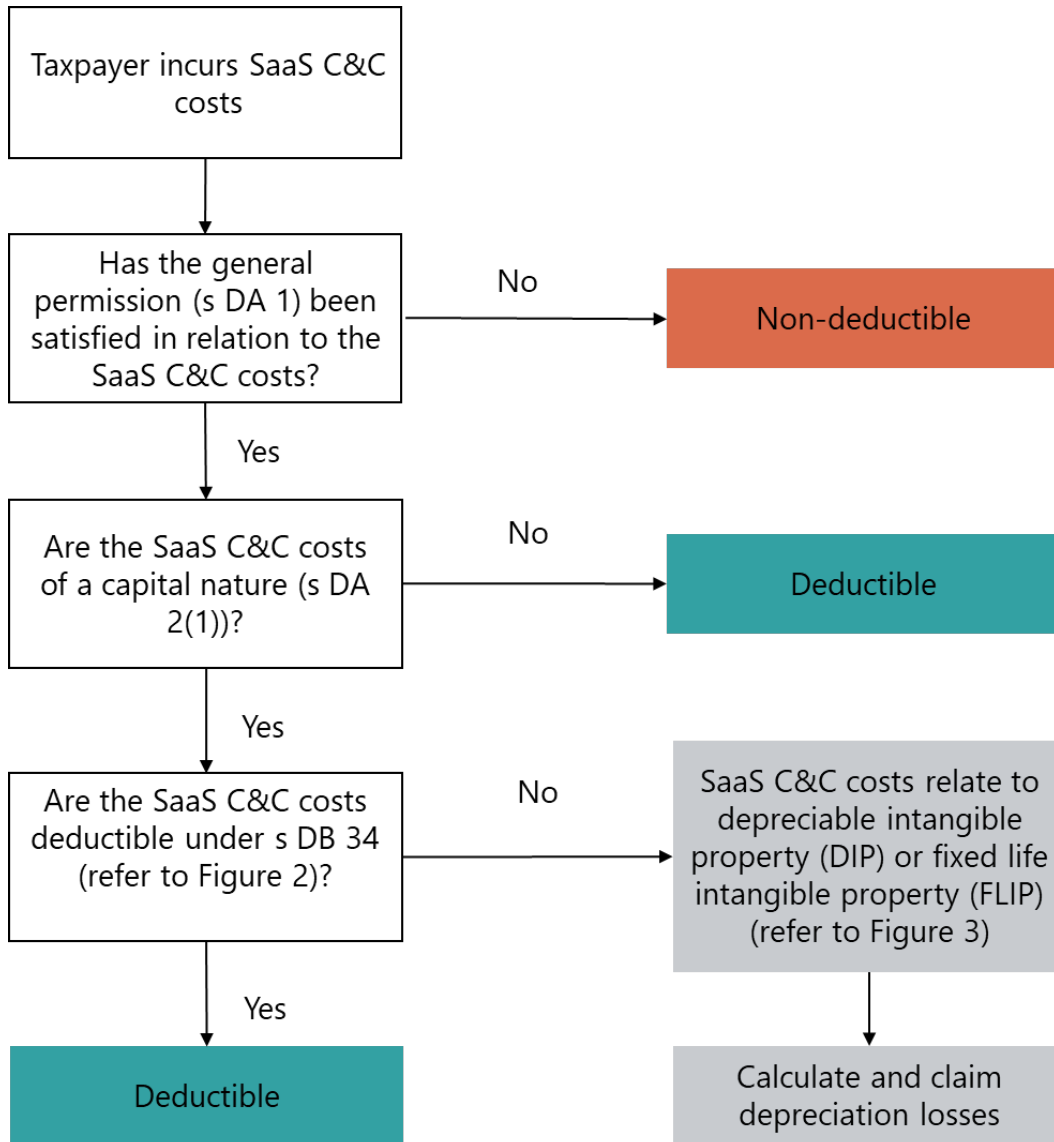 Taxpayer incurs SaaS C&C
costs
Has the general
permission (s DA 1) been
satisfied in relation to the
SaaS C&C costs?
No
Non-deductible
Yes
Are the SaaS C&C costs
of a capital nature (s DA
2(1))?
No
Deductible
Yes
Are the SaaS C&C costs
deductible under s DB 34
(refer to Figure 2)?
No
SaaS C&C costs relate to
depreciable intangible
property (DIP) or fixed life
intangible property (FLIP)
(refer to Figure 3)
Yes
Deductible
Calculate and claim
depreciation losses